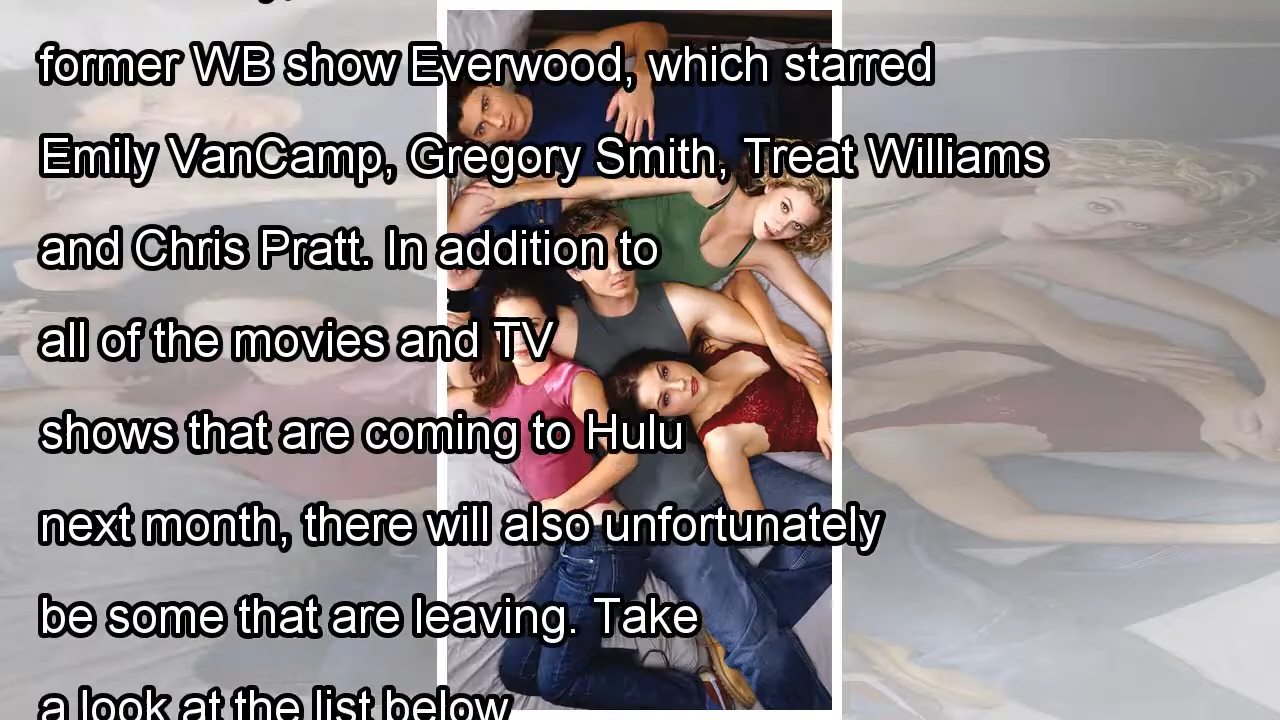 former WB show Everwood, which starred
Emily VanCamp, Gregory Smith, Treat Williams
and Chris Pratt. In addition to
all of the movies and TV
shows that are coming to Hulu
next month, there will also unfortunately
be some that are leaving. Take
a look at the list below